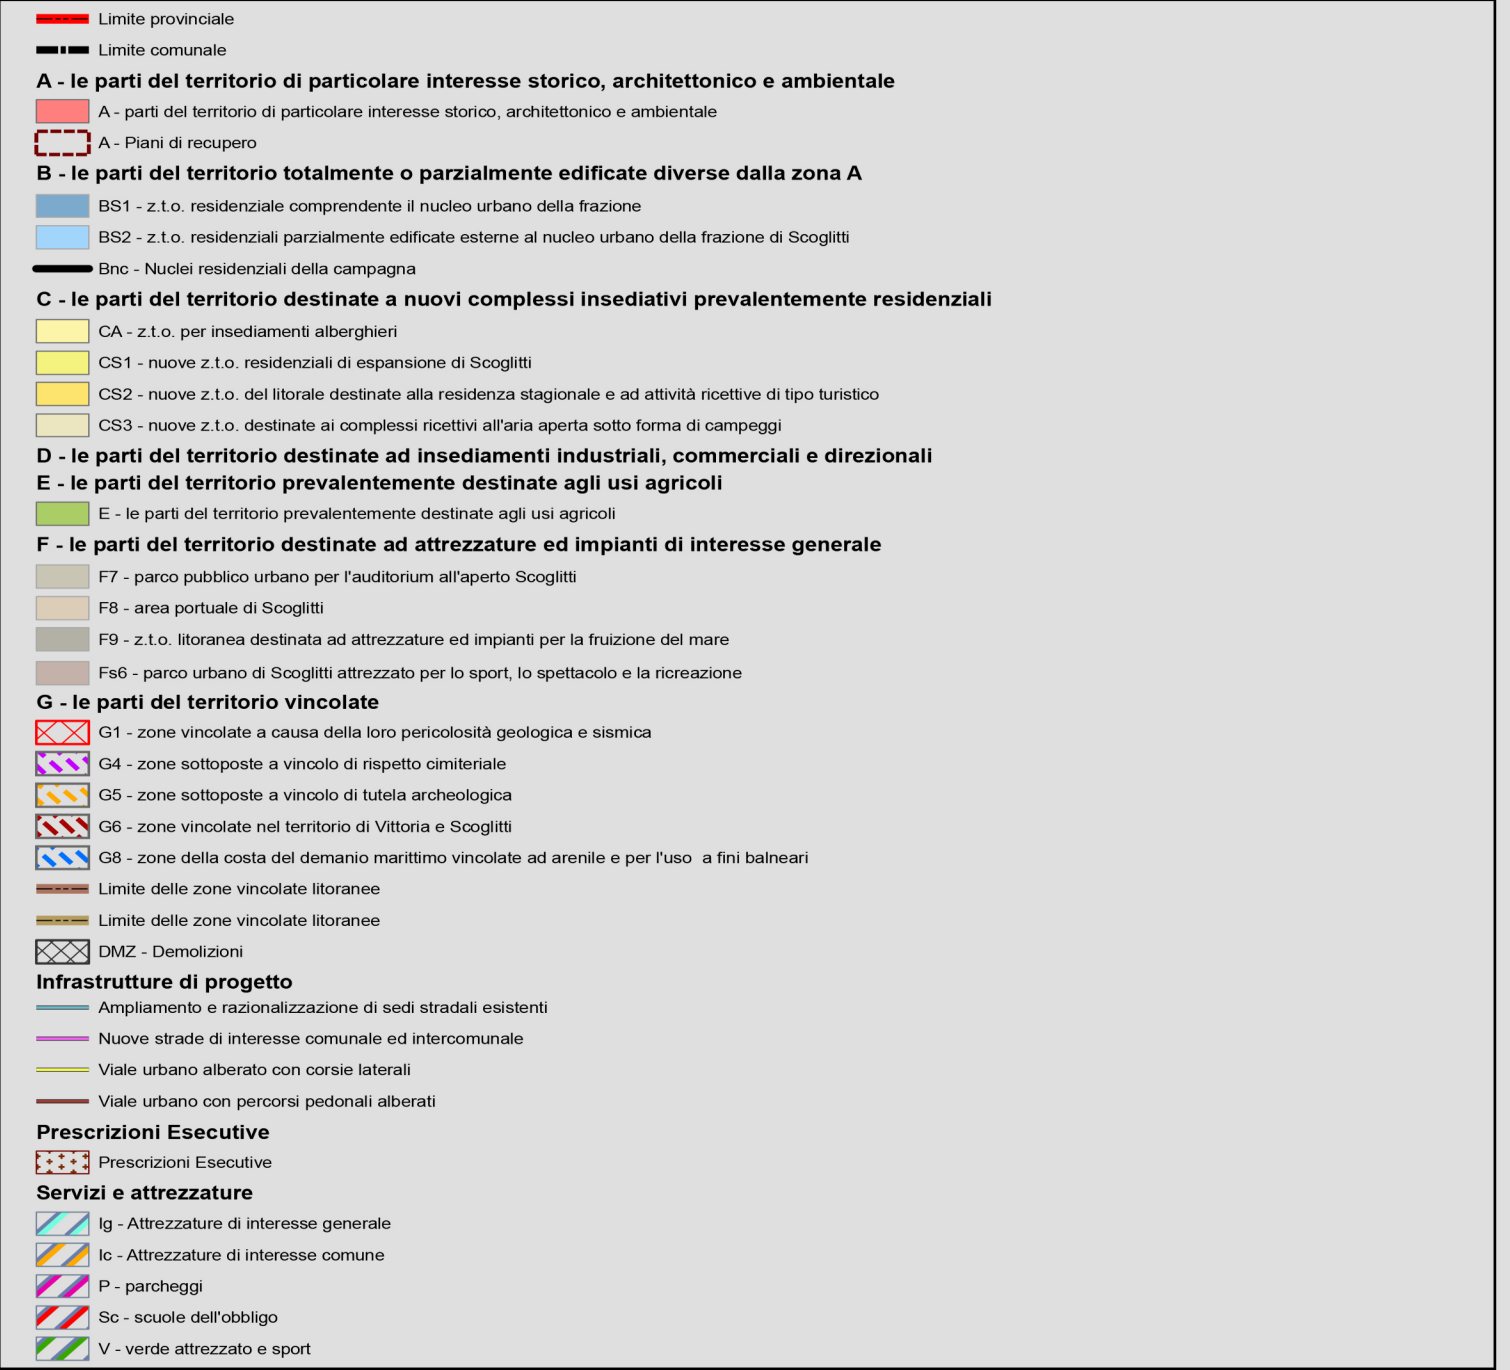 Limite provinciale
Limite comunale
A - le parti del territorio di particolare interesse storico, architettonico e ambientale
A - parti del territorio di particolare interesse storico, architettonico e ambientale
A - Piani di recupero
B - le parti del territorio totalmente o parzialmente edificate diverse dalla zona A
BS1 - z.t.o. residenziale comprendente il nucleo urbano della frazione
BS2 - z.t.o. residenziali parzialmente edificate esterne al nucleo urbano della frazione di Scoglitti
Bnc - Nuclei residenziali della campagna
C - le parti del territorio destinate a nuovi complessi insediativi prevalentemente residenziali
CA - z.t.o. per insediamenti alberghieri
CS1 - nuove z.t.o. residenziali di espansione di Scoglitti
CS2 - nuove z.t.o. del litorale destinate alla residenza stagionale e ad attività ricettive di tipo turistico
CS3 - nuove z.t.o. destinate ai complessi ricettivi all'aria aperta sotto forma di campeggi
D - le parti del territorio destinate ad insediamenti industriali, commerciali e direzionali
E - le parti del territorio prevalentemente destinate agli usi agricoli
E - le parti del territorio prevalentemente destinate agli usi agricoli
F - le parti del territorio destinate ad attrezzature ed impianti di interesse generale
F7 - parco pubblico urbano per l'auditorium all'aperto Scoglitti
F8 - area portuale di Scoglitti
F9 - z.t.o. litoranea destinata ad attrezzature ed impianti per la fruizione del mare
Fs6 - parco urbano di Scoglitti attrezzato per lo sport, lo spettacolo e la ricreazione
G - le parti del territorio vincolate
G1 - zone vincolate a causa della loro pericolosità geologica e sismica
G4 - zone sottoposte a vincolo di rispetto cimiteriale
G5 - zone sottoposte a vincolo di tutela archeologica
G6 - zone vincolate nel territorio di Vittoria e Scoglitti
G8 - zone della costa del demanio marittimo vincolate ad arenile e per l'uso  a fini balneari
Limite delle zone vincolate litoranee
Limite delle zone vincolate litoranee
DMZ - Demolizioni
Infrastrutture di progetto
Ampliamento e razionalizzazione di sedi stradali esistenti
Nuove strade di interesse comunale ed intercomunale
Viale urbano alberato con corsie laterali
Viale urbano con percorsi pedonali alberati
Prescrizioni Esecutive
Prescrizioni Esecutive
Servizi e attrezzature
Ig - Attrezzature di interesse generale
Ic - Attrezzature di interesse comune
P - parcheggi
Sc - scuole dell'obbligo
V - verde attrezzato e sport